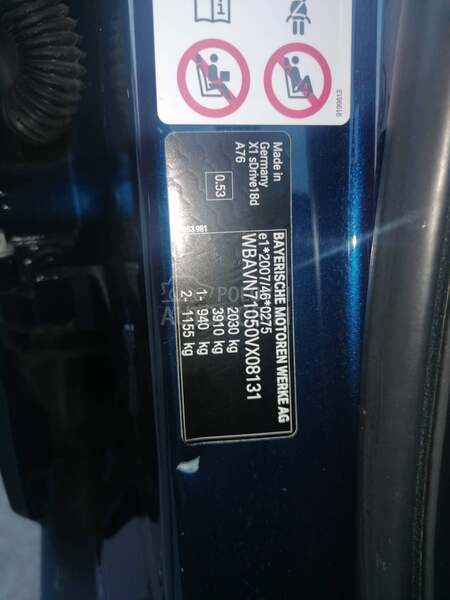 9190613
BAYERISCHE MOTOREN WERKE AG
e1*2007/46*0275
WBAVN71050VX08131
2030 kg
3910 kg
1- 940 kg
2- 1155 kg
Made in
Germany
X1 sDrive18d
A76
0.53